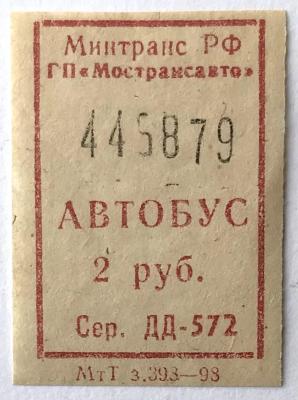 Минтранс РФ
ГП«Мострансавто»
445879
АВТОБУС
2 руб.
Сер. ДД-572
МтТ з.393—98